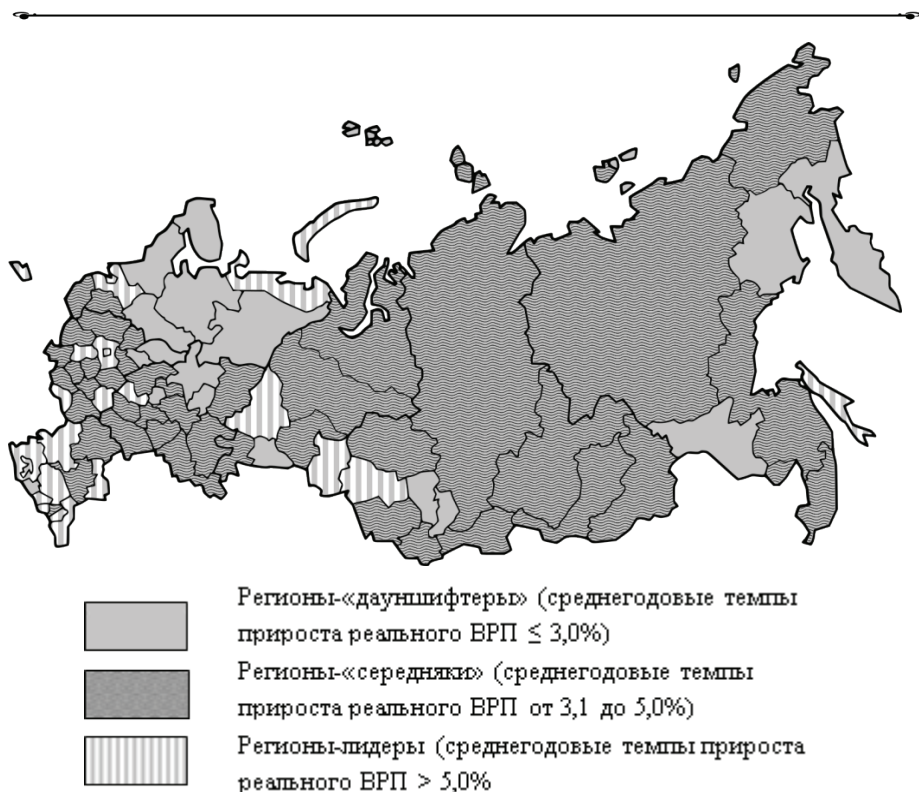 Регионы-«дауншифтеры» (среднегодовые темпы
прироста реального ВРП ≤ 3,0%)
Регионы-«середняки» (среднегодовые темпы
прироста реального ВРП от 3,1 до 5,0%)
Регионы-лидеры (среднегодовые темпы прироста
реального ВРП > 5,0%